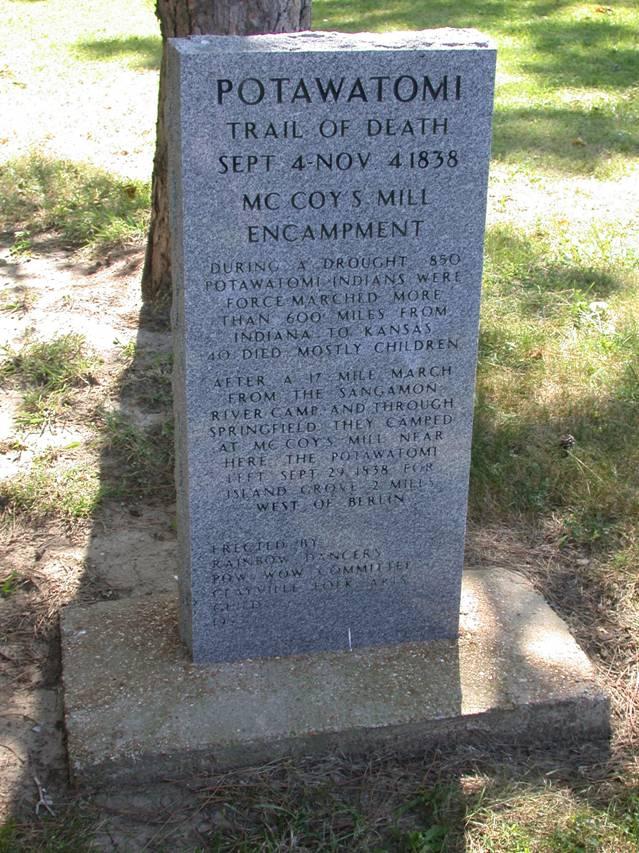 POTAWATOMI
TRAIL OF DEATH
SEPT 4-NOV 4 1838
MC COY S MILL
ENCAMPMENT
DURING A DROUGHT 850
POTAWATOMI INDIANS WERE
FORCE MARCHED MORE
THAN 600 MILES FROM
INDIANA TO KANSAS
40 DIED MOSTLY CHILDREN
AFTER A 17 MILE MARCH
FROM THE SANGAMON
RIVER CAMP AND THROUGH
SPRINGFIELD THEY CAMPED
AT MC COY'S MILL NEAR
HERE THE POTAWATOMI
LEFT SEPT 29 1838 FOR
ISLAND GROVE 2 MILES
WEST OF BERLIN
ERECTED BY
RAINBOW DANCERS
POW WOW COMMITTEE
CLAYVILLE FOLK ARTS
GUILD